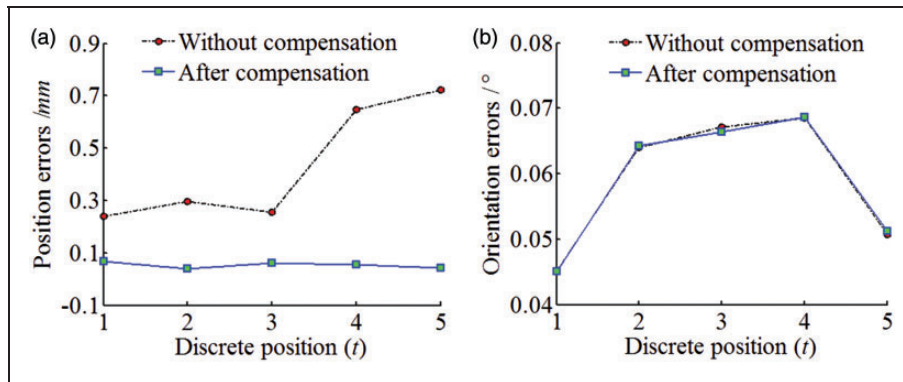 (a)
0.9
0.7
0.5
0.3
0.1
-0.1
Position errors /mm
Without compensation
After compensation
1 2 3 4 5
Discrete position (t)
(b)
0.08
0.07
0.06
0.05
0.04
Orientation errors /°
Without compensation
After compensation
1 2 3 4 5
Discrete position (t)